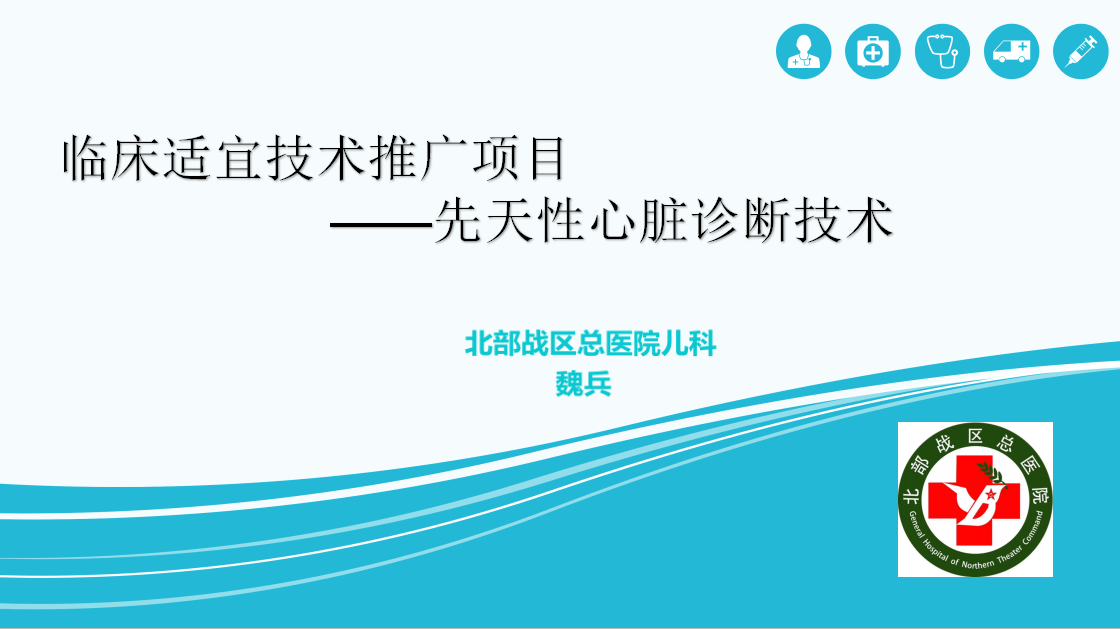 临床适宜技术推广项目
——先天性心脏诊断技术
北部战区总医院儿科
魏兵
北部战区总医院
General Hospital of Northern Theater Command